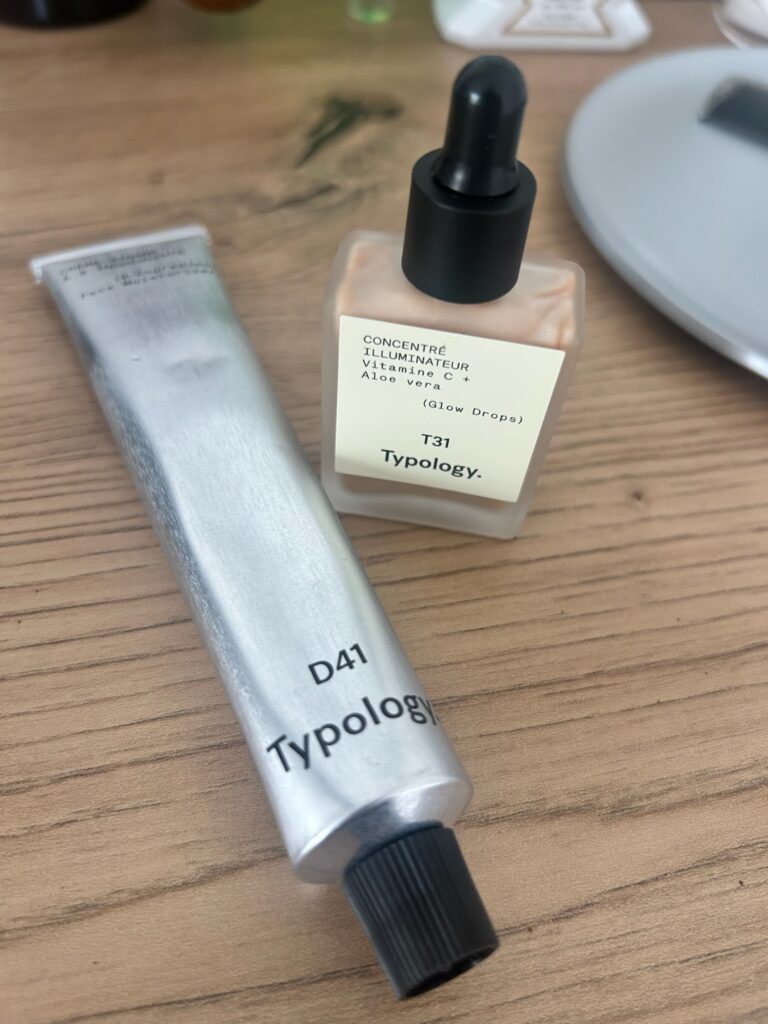 CONCENTRÉ
ILLUMINATEUR
Vitamine C +
Aloe vera
(Glow Drops)
T31
Typology.
D41
Typology.